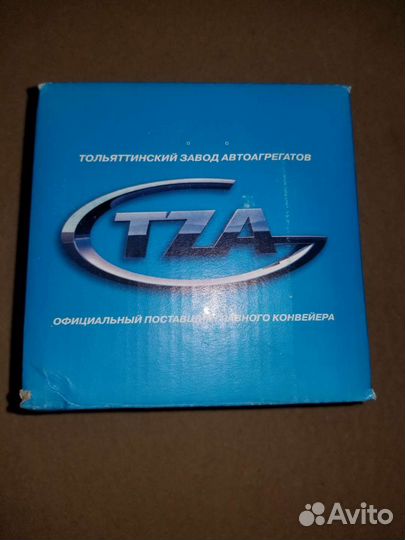 ТОЛЬЯТТИНСКИЙ ЗАВОД АВТОАГРЕГАТОВ
TZA
ОФИЦИАЛЬНЫЙ КОНВЕЙЕРА
Avito